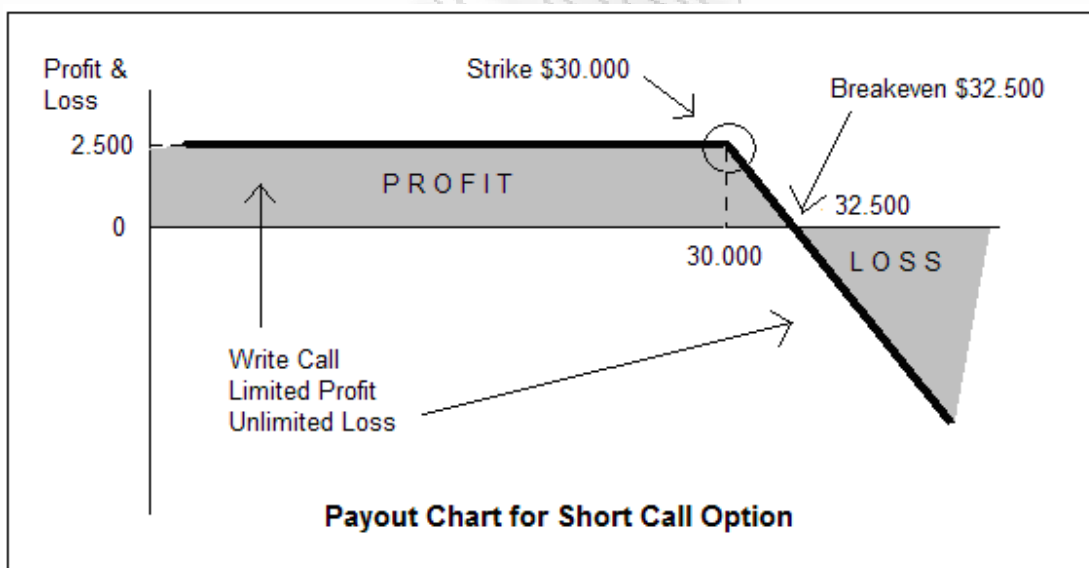 Profit &
Loss
Strike $30.000
Breakeven $32.500
2.500
PROFIT
32.500
0
30.000
LOSS
Write Call
Limited Profit
Unlimited Loss
Payout Chart for Short Call Option